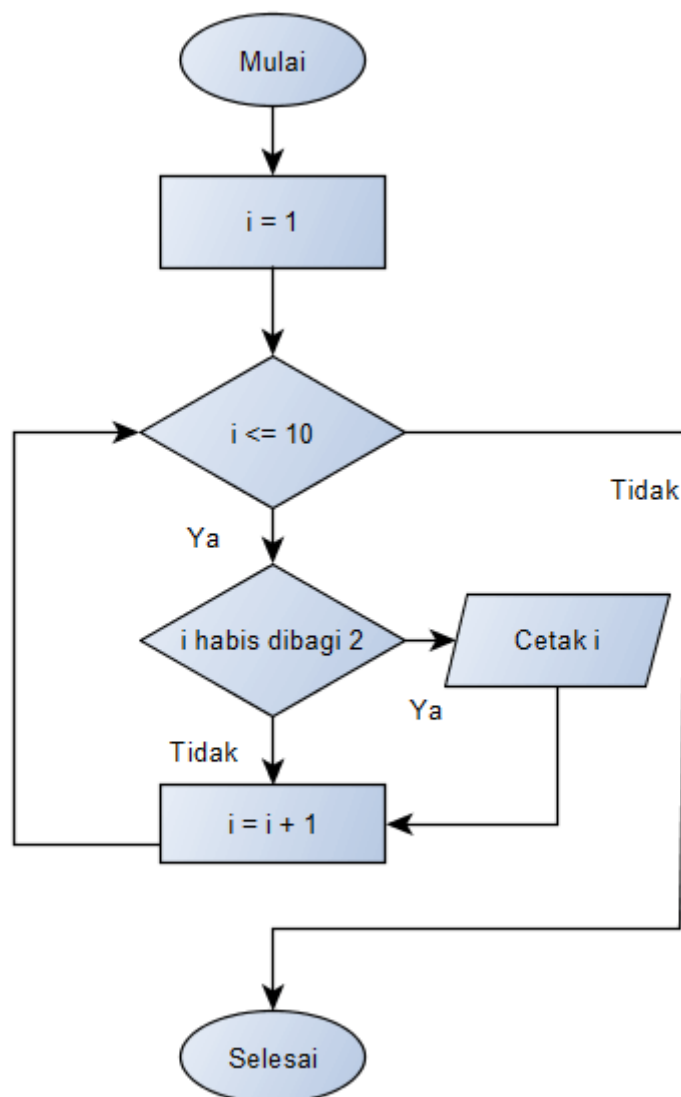 Mulai
i = 1
i <= 10
Tidak
Ya
i habis dibagi 2
Cetak i
Ya
Tidak
i = i + 1
Selesai